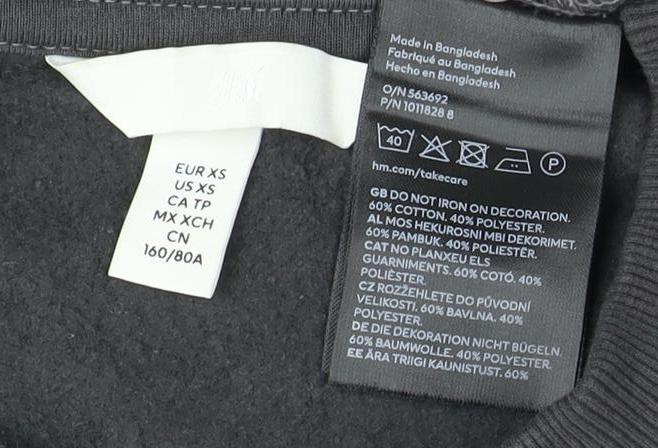 H&M
EUR XS
US XS
CA TP
MX XCH
CN
160/80A
Made in Bangladesh
Fabriqué au Bangladesh
Hecho en Bangladesh
O/N 563692
P/N 1011828 8
40
P
hm.com/takecare
GB DO NOT IRON ON DECORATION.
60% COTTON. 40% POLYESTER.
AL MOS HEKUROSNI MBI DEKORIMET.
60% PAMBUK. 40% POLIESTËR.
CAT NO PLANXEU ELS
GUARNIMENTS. 60% COTÓ. 40%
POLIÈSTER.
CZ ROZŽEHLETE DO PŮVODNÍ
VELIKOSTI. 60% BAVLNA. 40%
POLYESTER.
DE DIE DEKORATION NICHT BÜGELN.
60% BAUMWOLLE. 40% POLYESTER.
EE ÄRA TRIIGI KAUNISTUST. 60%